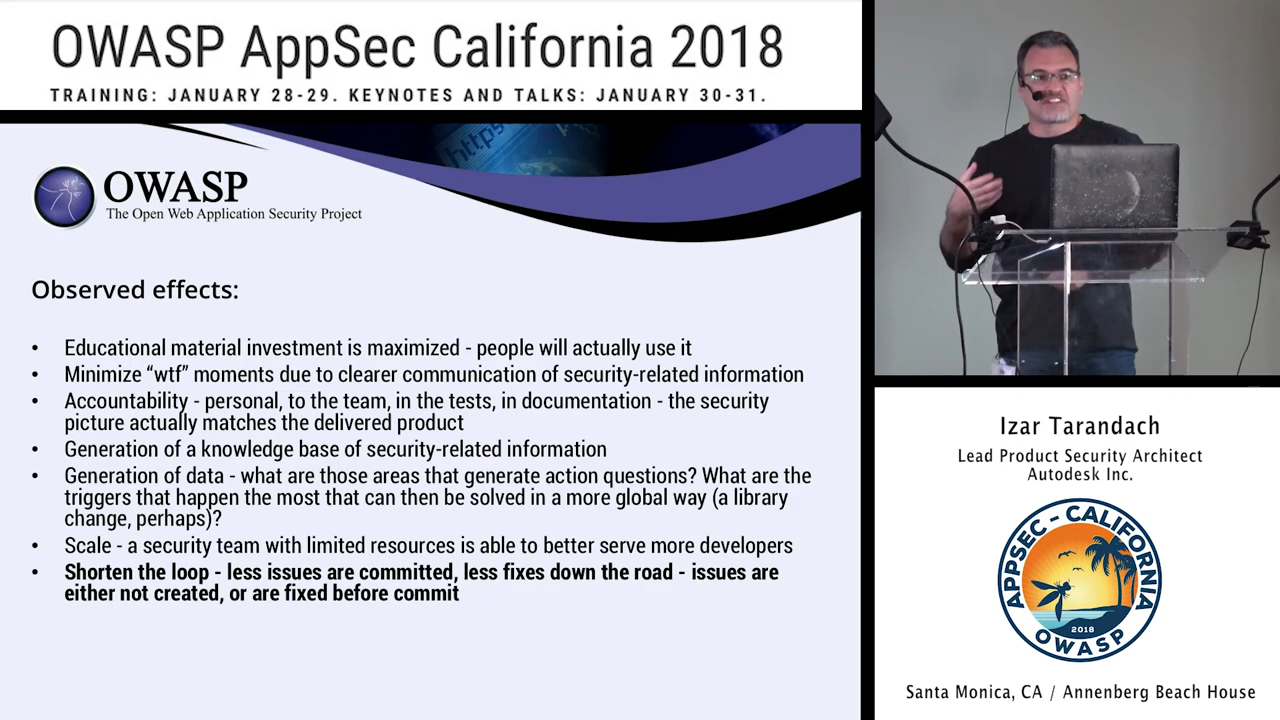 OWASP AppSec California 2018
TRAINING: JANUARY 28-29. KEYNOTES AND TALKS: JANUARY 30-31.
https
OWASP
The Open Web Application Security Project
Observed effects:
• Educational material investment is maximized - people will actually use it
• Minimize “wtf” moments due to clearer communication of security-related information
• Accountability - personal, to the team, in the tests, in documentation - the security
picture actually matches the delivered product
• Generation of a knowledge base of security-related information
• Generation of data - what are those areas that generate action questions? What are the
triggers that happen the most that can then be solved in a more global way (a library
change, perhaps)?
• Scale - a security team with limited resources is able to better serve more developers
• Shorten the loop - less issues are committed, less fixes down the road - issues are
either not created, or are fixed before commit
Izar Tarandach
Lead Product Security Architect
Autodesk Inc.
APPSEC - CALIFORNIA
2018
OWASP
Santa Monica, CA / Annenberg Beach House